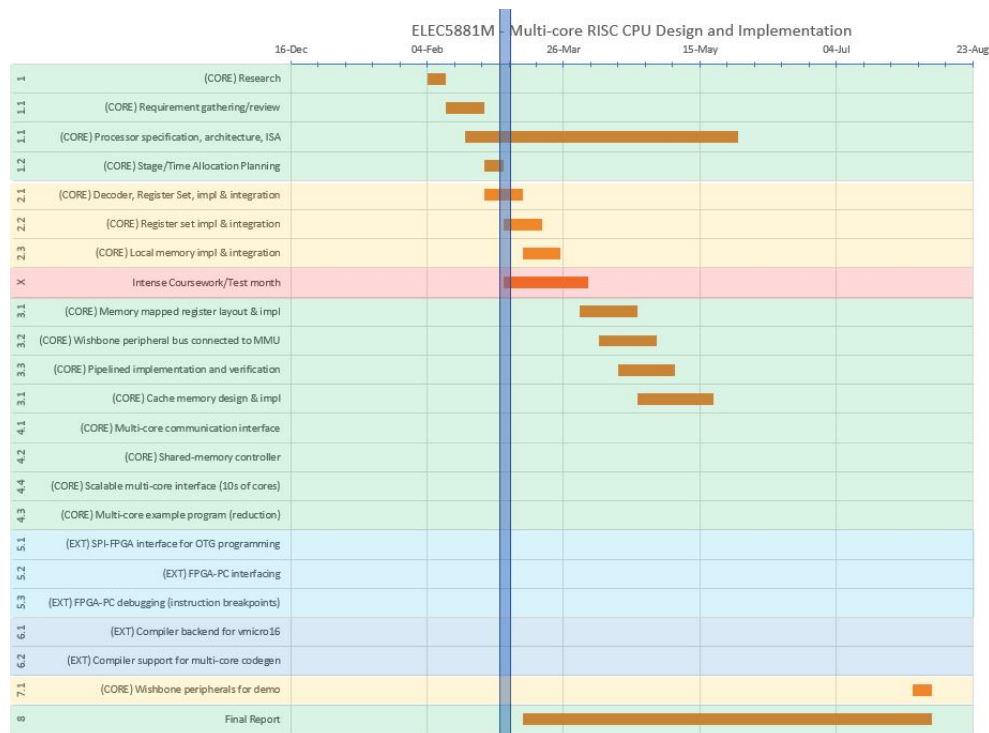 ELEC5881M - Multi-core RISC CPU Design and Implementation
16-Dec 04-Feb 26-Mar 15-May 04-Jul 23-Aug
1 (CORE) Research
1.1 (CORE) Requirement gathering/review
1.1 (CORE) Processor specification, architecture, ISA
1.2 (CORE) Stage/Time Allocation Planning
2.1 (CORE) Decoder, Register Set, impl & integration
2.2 (CORE) Register set impl & integration
2.3 (CORE) Local memory impl & integration
X Intense Coursework/Test month
3.1 (CORE) Memory mapped register layout & impl
3.2 (CORE) Wishbone peripheral bus connected to MMU
3.3 (CORE) Pipelined implementation and verification
3.1 (CORE) Cache memory design & impl
4.1 (CORE) Multi-core communication interface
4.2 (CORE) Shared-memory controller
4.4 (CORE) Scalable multi-core interface (10s of cores)
4.3 (CORE) Multi-core example program (reduction)
5.1 (EXT) SPI-FPGA interface for OTG programming
5.2 (EXT) FPGA-PC interfacing
5.3 (EXT) FPGA-PC debugging (instruction breakpoints)
6.1 (EXT) Compiler backend for vmicro16
6.2 (EXT) Compiler support for multi-core codegen
7.1 (CORE) Wishbone peripherals for demo
8 Final Report